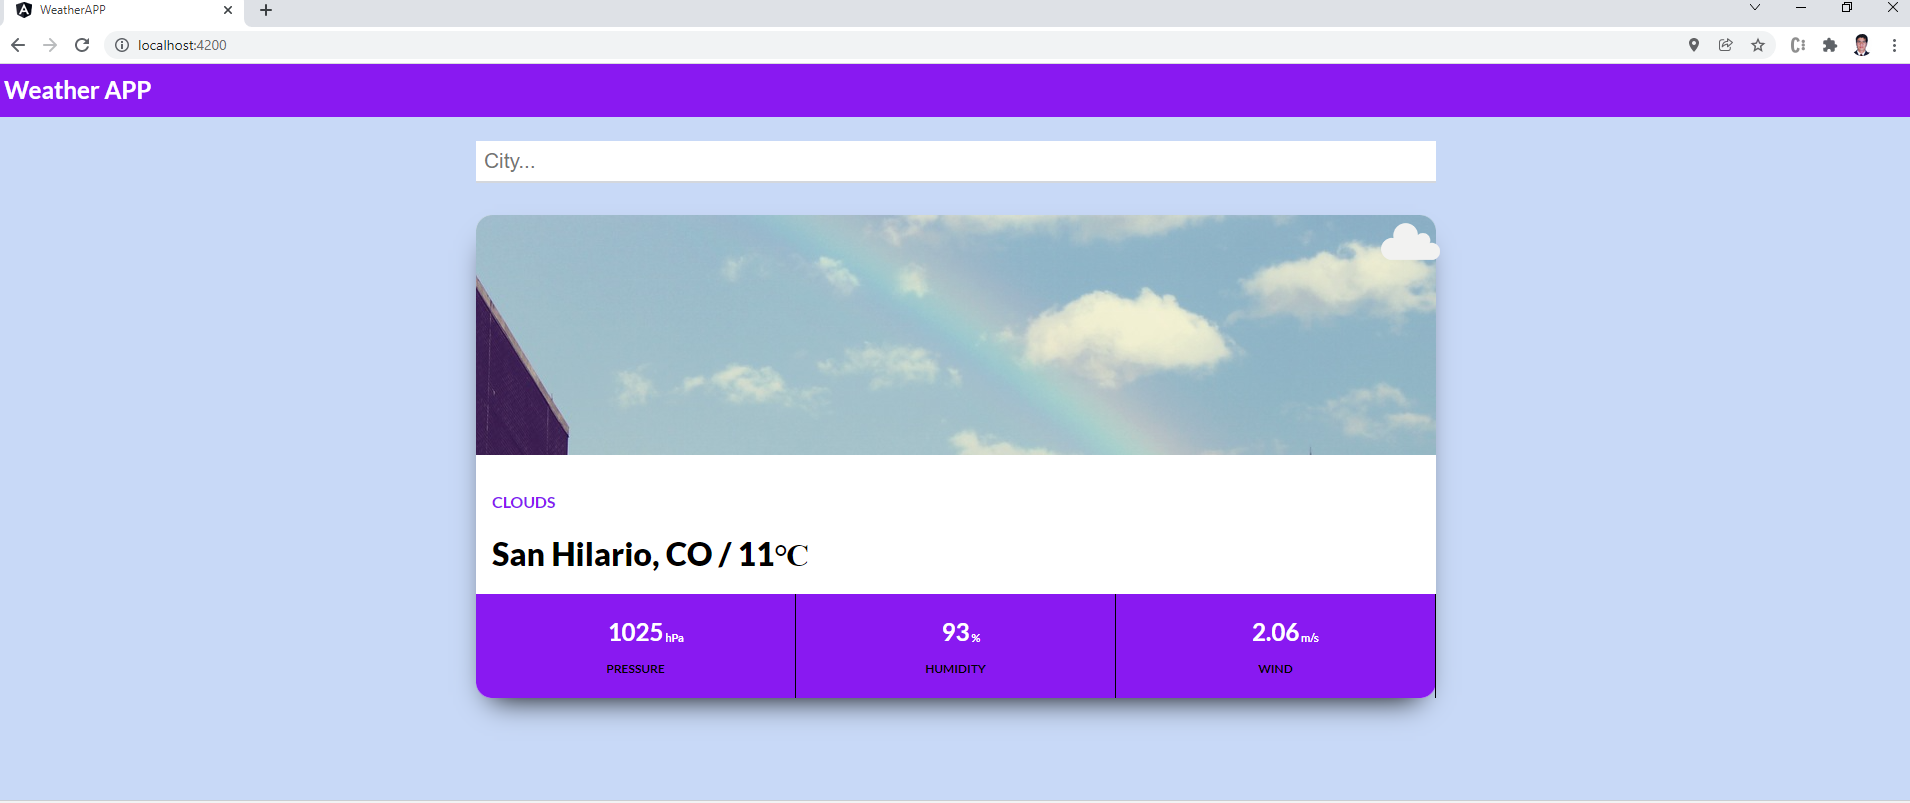 WeatherAPP
localhost:4200
Weather APP
City...
CLOUDS
San Hilario, CO / 11°C
1025 hPa
PRESSURE
93 %
HUMIDITY
2.06 m/s
WIND